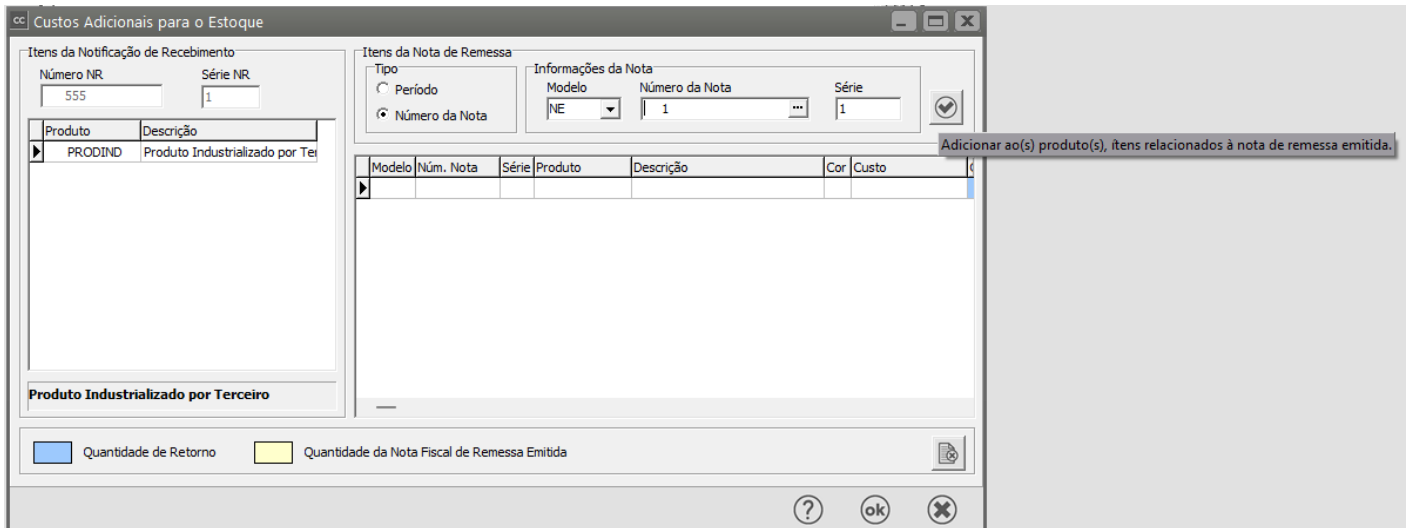 cc Custos Adicionais para o Estoque
Itens da Notificação de Recebimento
Número NR
Série NR
555
1
Produto
Descrição
PRODIND
Produto Industrializado por Ter
Produto Industrializado por Terceiro
Itens da Nota de Remessa
Tipo
Período
Número da Nota
Informações da Nota
Modelo
Número da Nota
Série
NE
1
...
1
Adicionar ao(s) produto(s), ítens relacionados à nota de remessa emitida.
Modelo
Núm. Nota
Série
Produto
Descrição
Cor
Custo
Quantidade de Retorno
Quantidade da Nota Fiscal de Remessa Emitida
?
ok